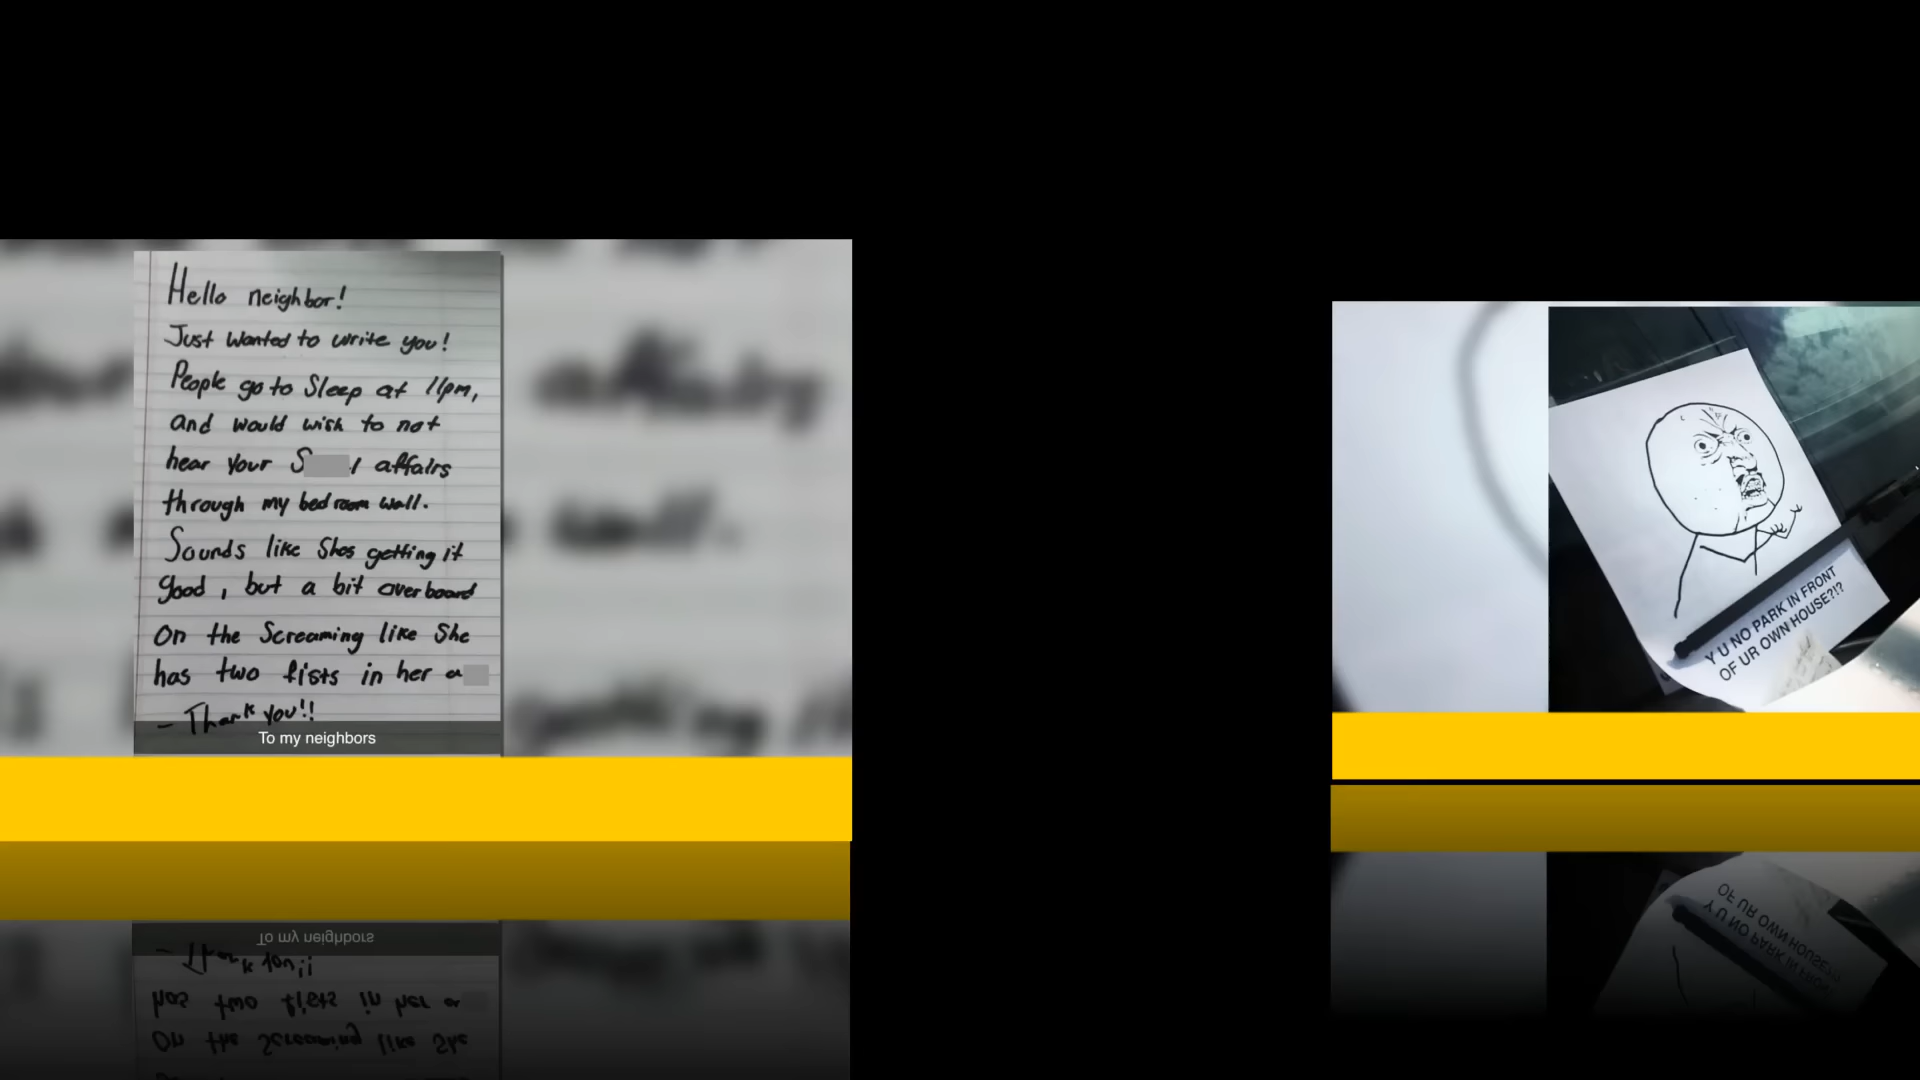 Hello neighbor!
Just wanted to write you!
People go to Sleep at 11pm,
and would wish to not
hear your S l affairs
through my bedroom wall.
Sounds like Shes getting it
good, but a bit overboard
On the Screaming like She
has two fists in her a
- Thank you!!
To my neighbors
Y U NO PARK IN FRONT
OF UR OWN HOUSE?!?